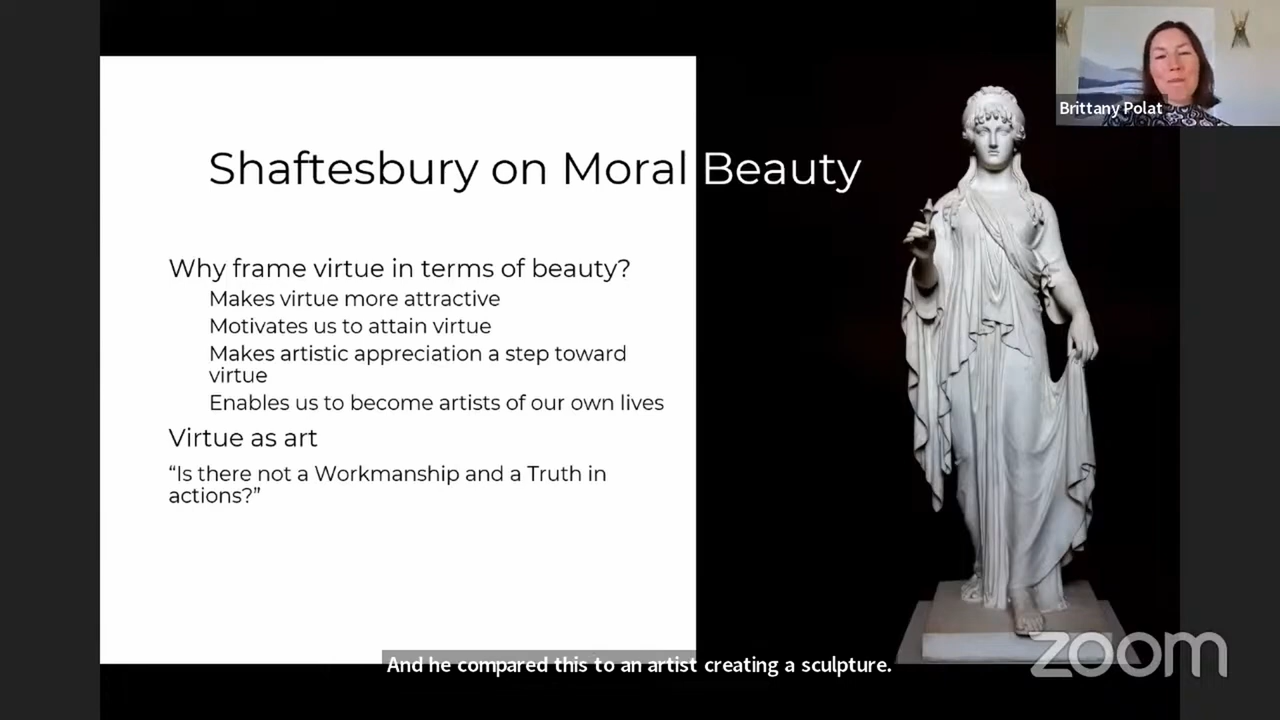 Brittany Polat
Shaftesbury on Moral Beauty
Why frame virtue in terms of beauty?
Makes virtue more attractive
Motivates us to attain virtue
Makes artistic appreciation a step toward
virtue
Enables us to become artists of our own lives
Virtue as art
“Is there not a Workmanship and a Truth in
actions?”
And he compared this to an artist creating a sculpture.
zoom